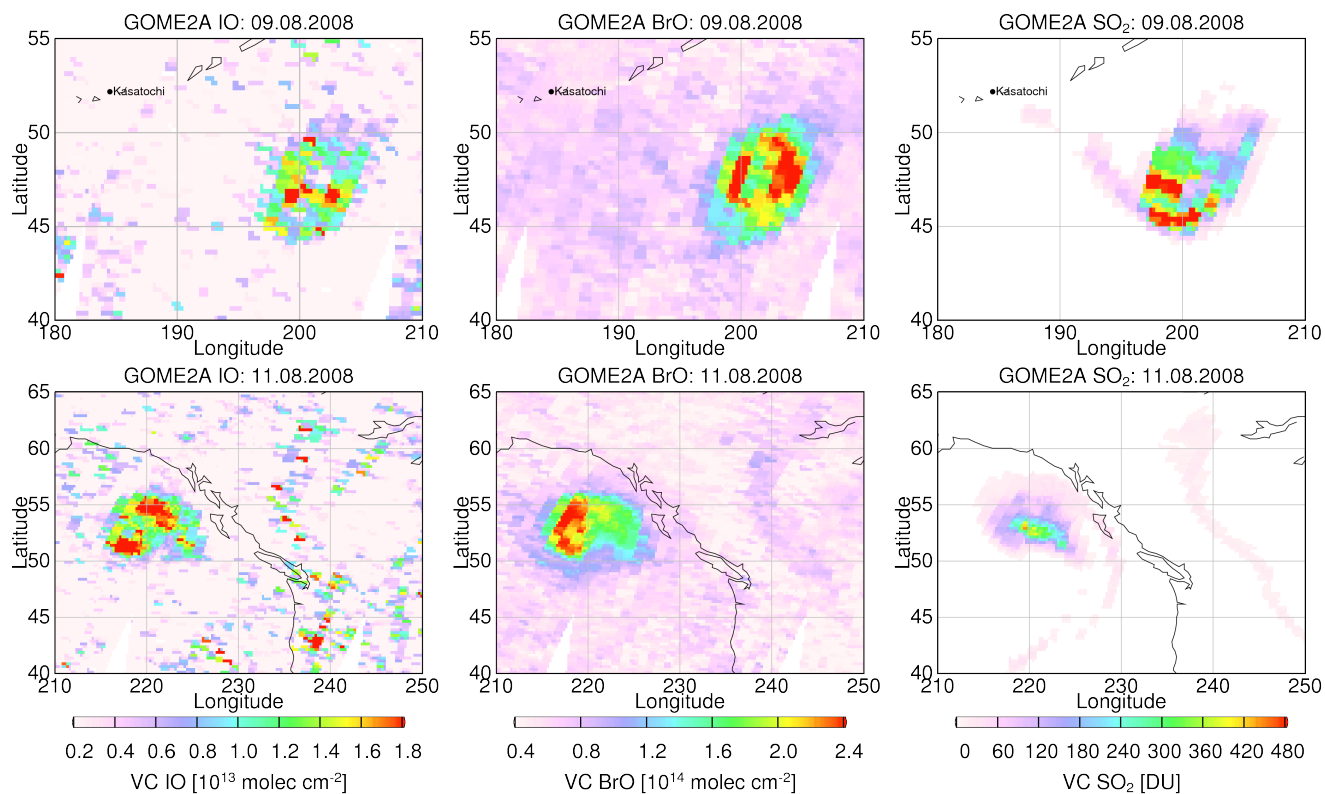 GOME2A IO: 09.08.2008
GOME2A BrO: 09.08.2008
GOME2A SO₂: 09.08.2008
55
50
45
40
Latitude
Kasatochi
180
190
200
210
Longitude
55
50
45
40
Latitude
Kasatochi
180
190
200
210
Longitude
55
50
45
40
Latitude
Kasatochi
180
190
200
210
Longitude
GOME2A IO: 11.08.2008
GOME2A BrO: 11.08.2008
GOME2A SO₂: 11.08.2008
65
60
55
50
45
40
Latitude
210
220
230
240
250
Longitude
65
60
55
50
45
40
Latitude
210
220
230
240
250
Longitude
65
60
55
50
45
40
Latitude
210
220
230
240
250
Longitude
0.2 0.4 0.6 0.8 1.0 1.2 1.4 1.6 1.8
VC IO [10¹³ molec cm⁻²]
0.4 0.8 1.2 1.6 2.0 2.4
VC BrO [10¹⁴ molec cm⁻²]
0 60 120 180 240 300 360 420 480
VC SO₂ [DU]